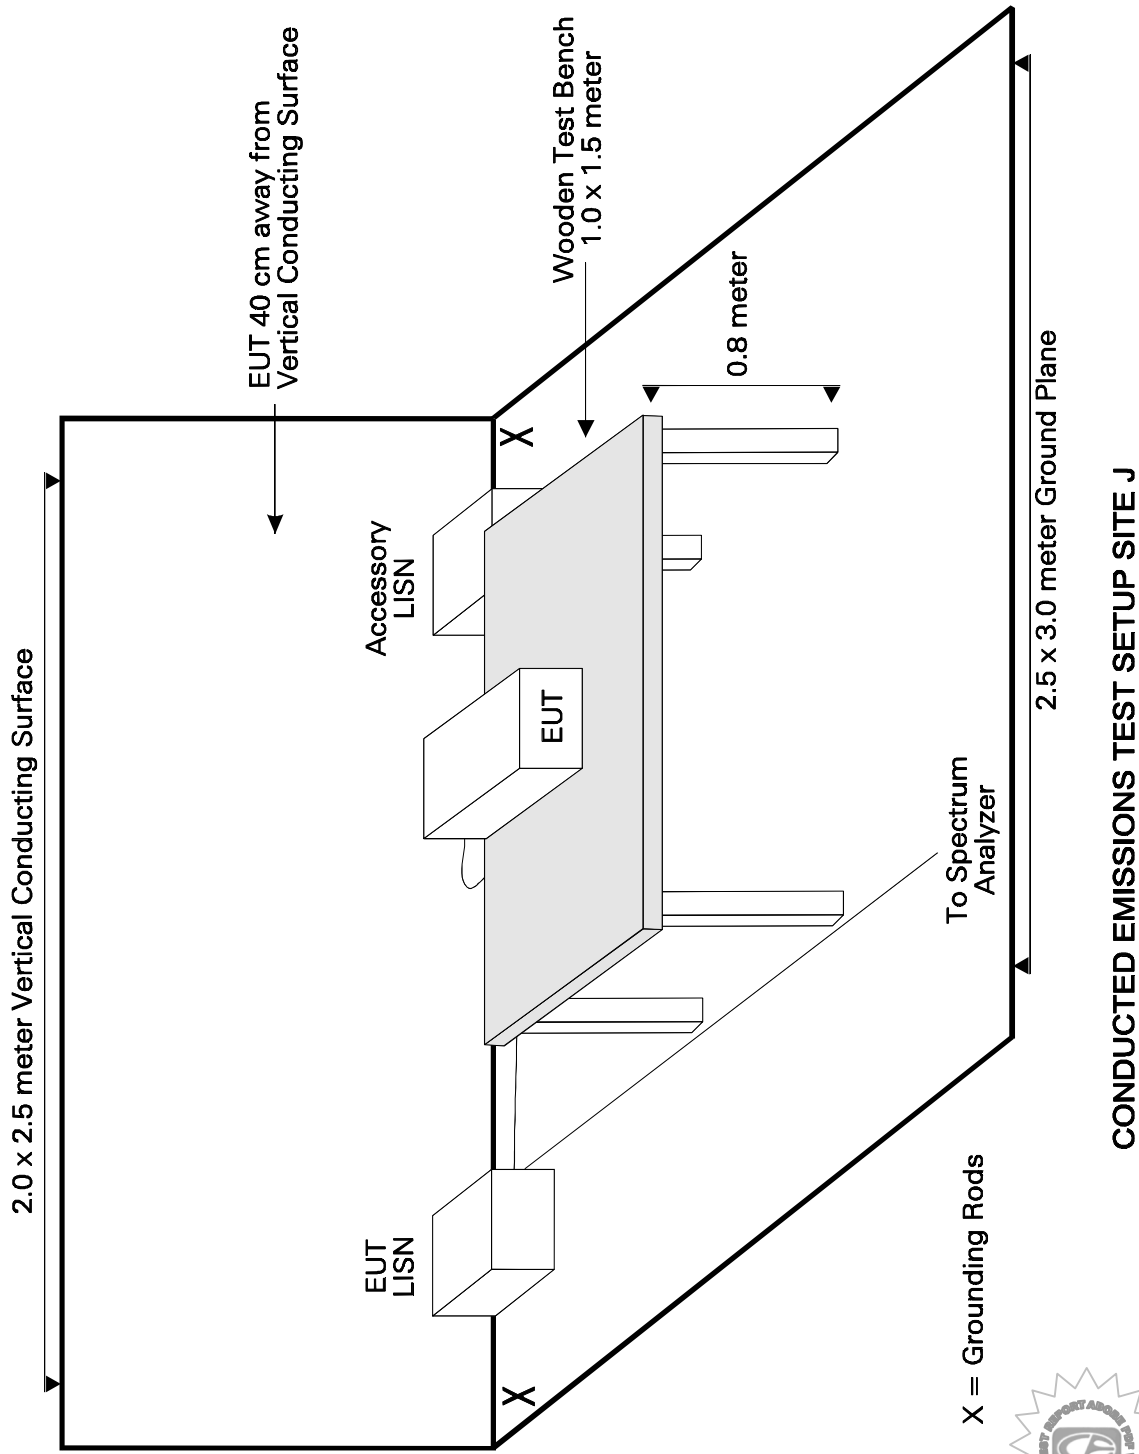 2.0 x 2.5 meter Vertical Conducting Surface
EUT 40 cm away from
Vertical Conducting Surface
EUT
LISN
Accessory
LISN
Wooden Test Bench
1.0 x 1.5 meter
X
X
EUT
0.8 meter
To Spectrum
Analyzer
X = Grounding Rods
2.5 x 3.0 meter Ground Plane
CONDUCTED EMISSIONS TEST SETUP SITE J
REPORT ADOBE